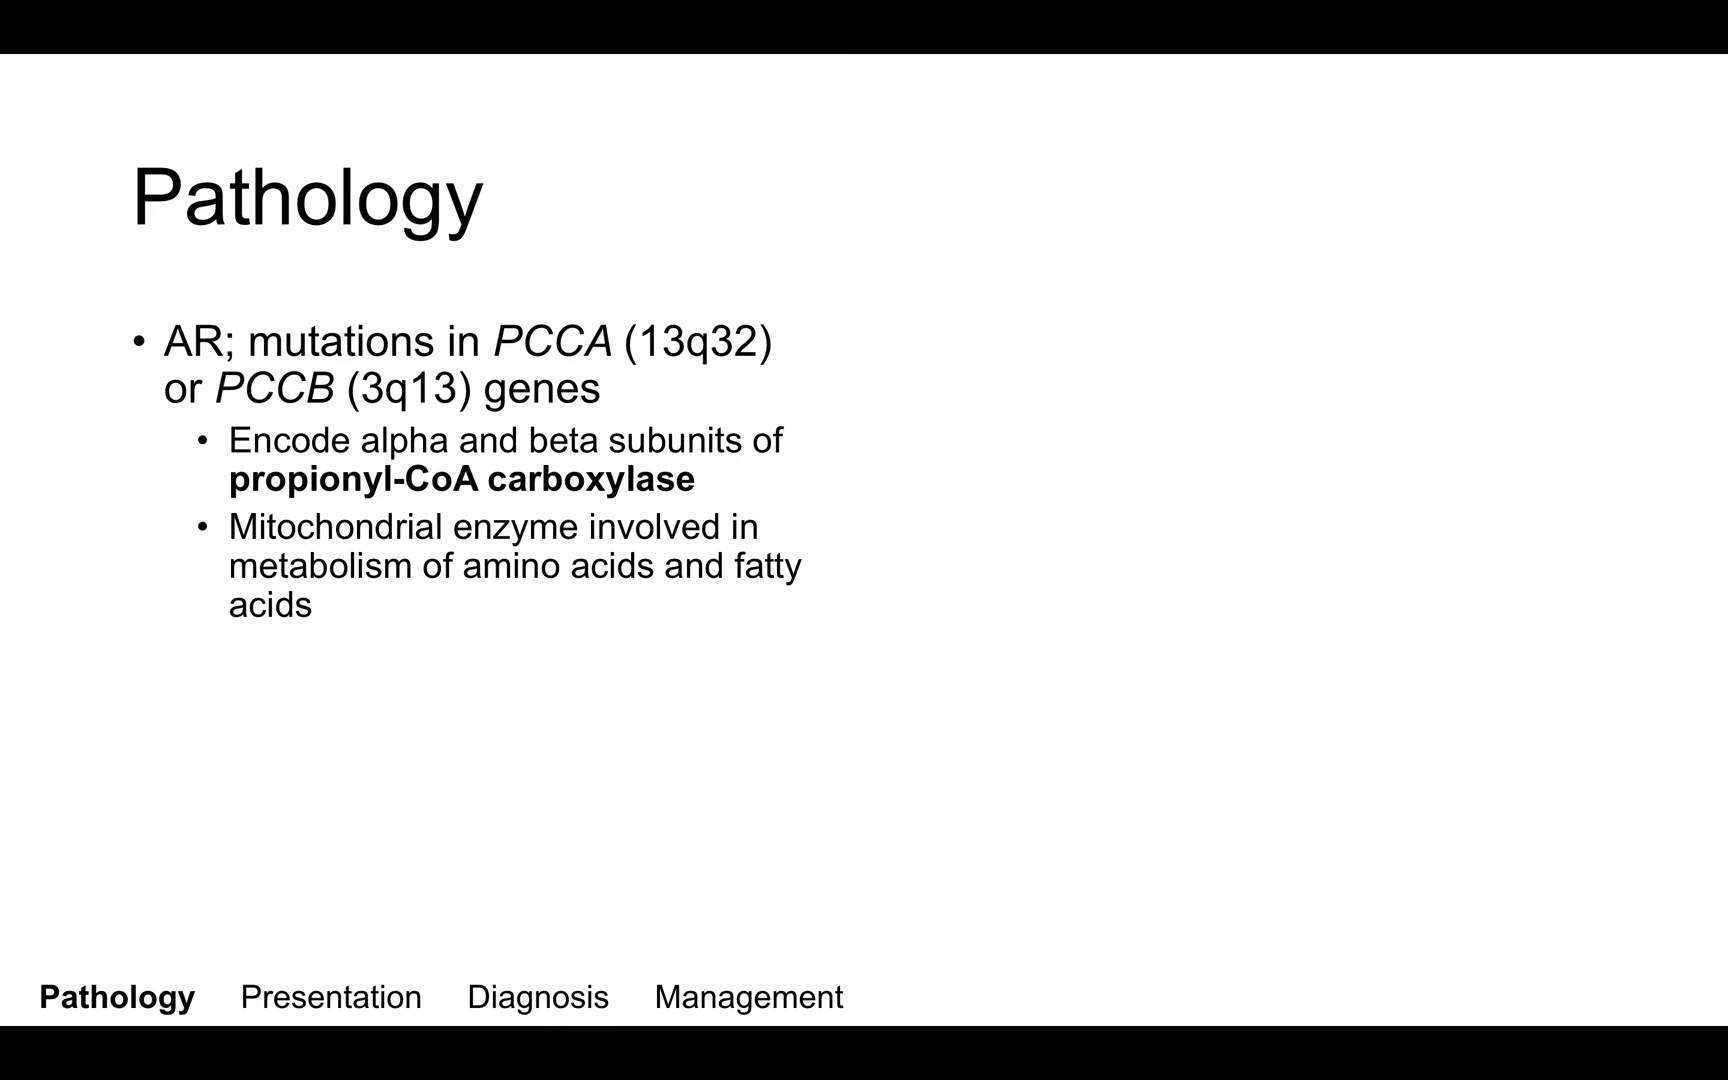 Pathology
• AR; mutations in PCCA (13q32)
or PCCB (3q13) genes
• Encode alpha and beta subunits of
propionyl-CoA carboxylase
• Mitochondrial enzyme involved in
metabolism of amino acids and fatty
acids
Pathology Presentation Diagnosis Management